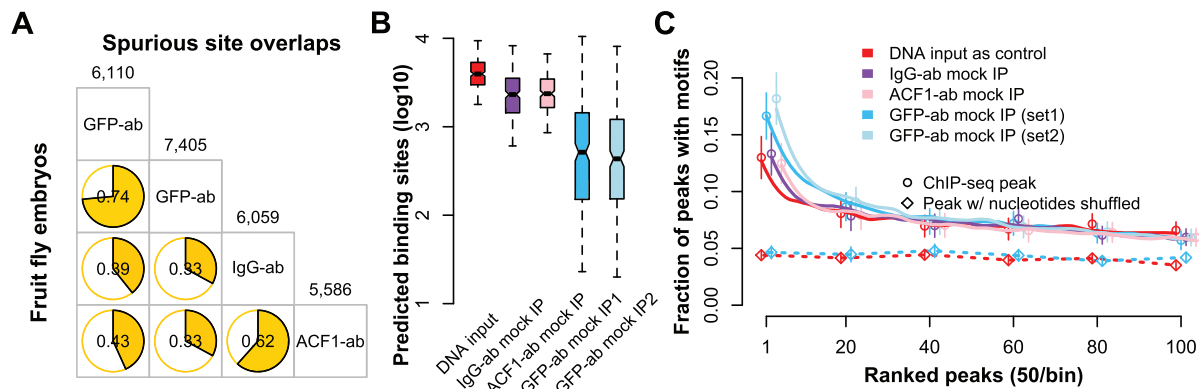 A
Spurious site overlaps
Fruit fly embryos
6,110
GFP-ab
7,405
0.74
GFP-ab
6,059
0.39
0.33
IgG-ab
5,586
0.43
0.33
0.62
ACF1-ab
B
Predicted binding sites (log10)
4
3
2
1
DNA input
IgG-ab mock IP
ACF1-ab mock IP
GFP-ab mock IP1
GFP-ab mock IP2
C
DNA input as control
IgG-ab mock IP
ACF1-ab mock IP
GFP-ab mock IP (set1)
GFP-ab mock IP (set2)
ChIP-seq peak
Peak w/ nucleotides shuffled
Fraction of peaks with motifs
0.20
0.15
0.10
0.05
0.00
1
20
40
60
80
100
Ranked peaks (50/bin)